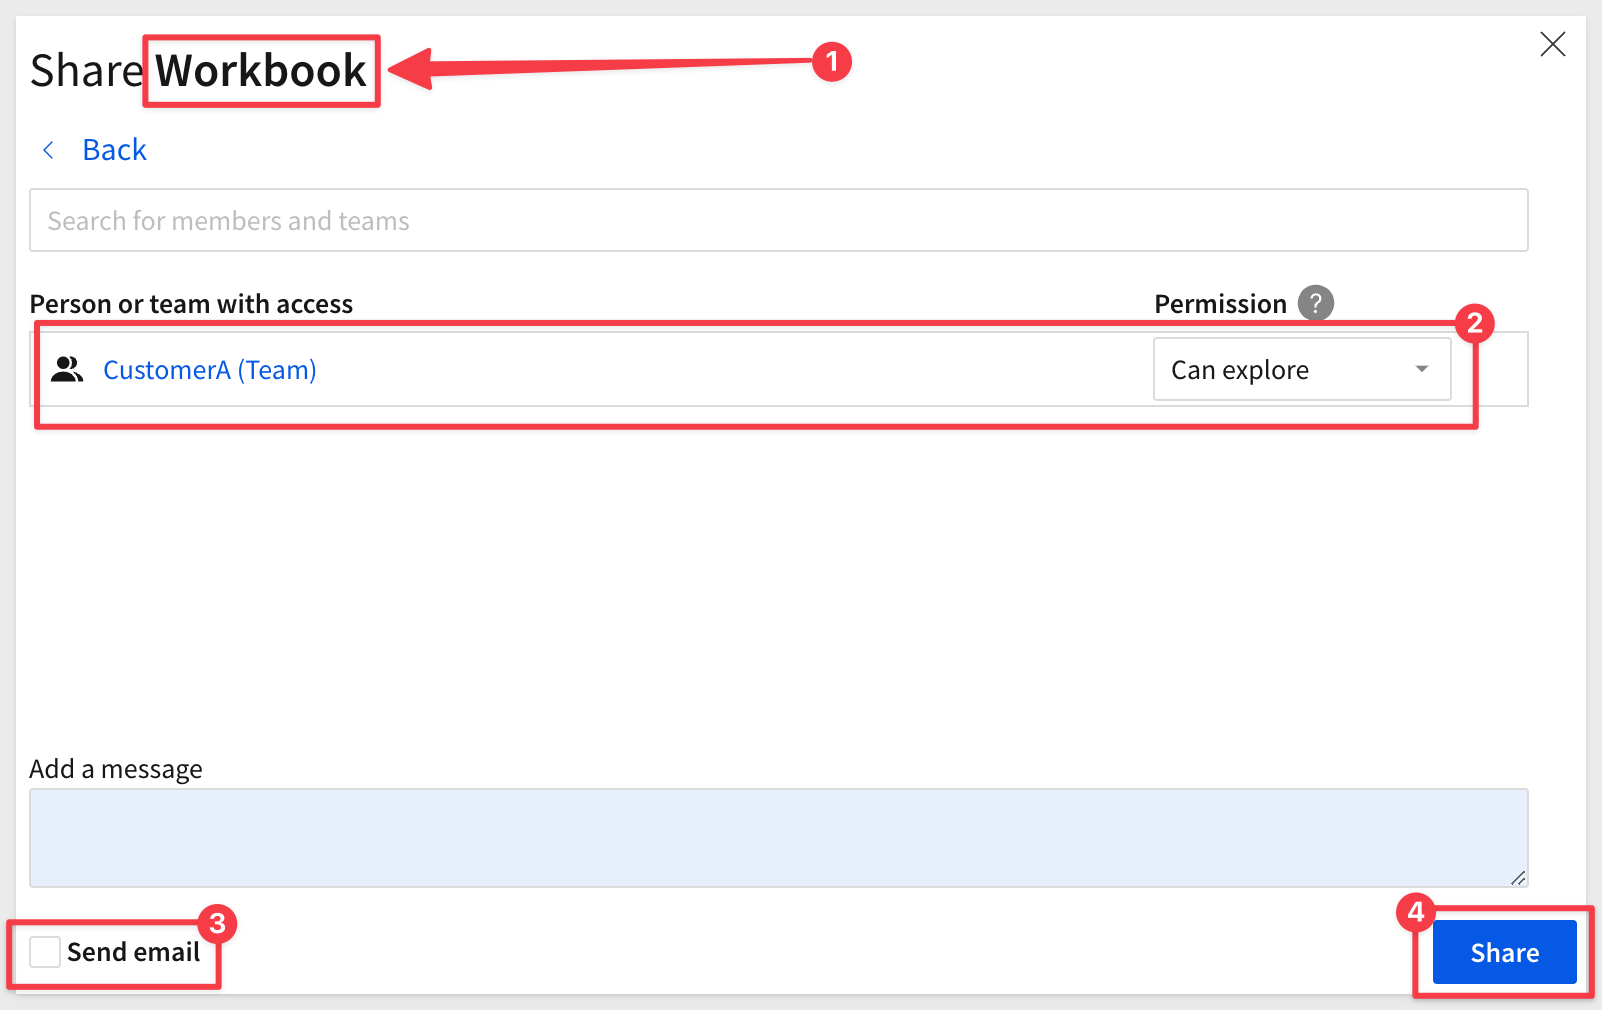 Share Workbook
1
Back
Search for members and teams
Person or team with access
Permission ?
2
CustomerA (Team)
Can explore
Add a message
3
Send email
4
Share